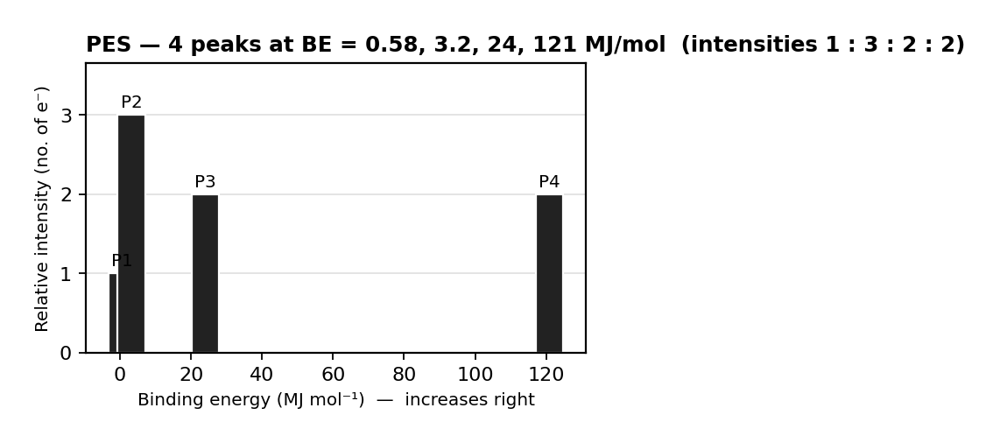 PES — 4 peaks at BE = 0.58, 3.2, 24, 121 MJ/mol  (intensities 1 : 3 : 2 : 2)
Relative intensity (no. of e⁻)
3
2
1
0
P1
P2
P3
P4
0 20 40 60 80 100 120
Binding energy (MJ mol⁻¹)  —  increases right